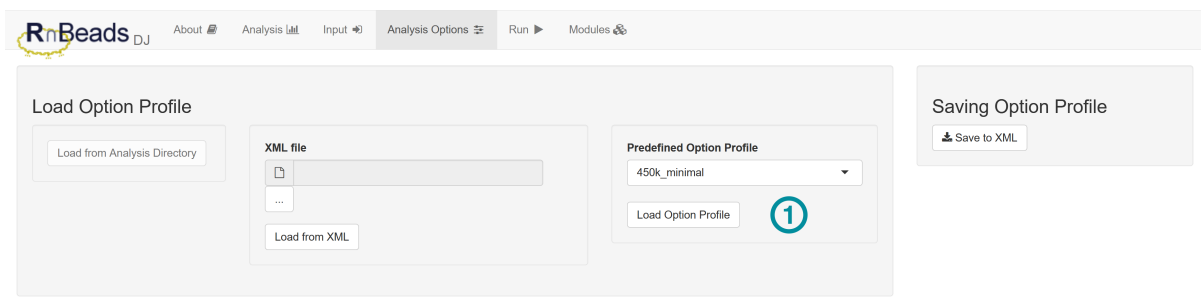 RnBeads DJ
About
Analysis
Input
Analysis Options
Run
Modules
Load Option Profile
Load from Analysis Directory
XML file
...
Load from XML
Predefined Option Profile
450k_minimal
Load Option Profile
1
Saving Option Profile
Save to XML